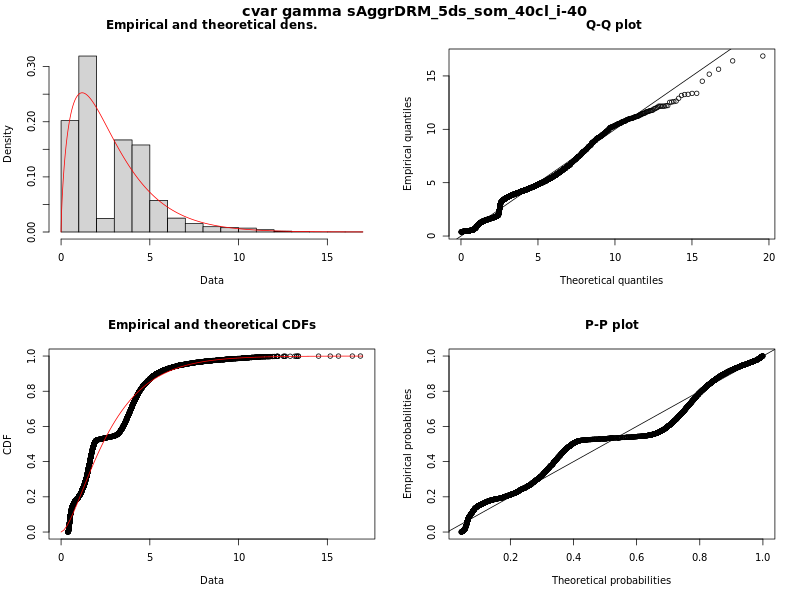 cvar gamma sAggrDRM_5ds_som_40cl_i-40
Empirical and theoretical dens.
Density
0.00 0.10 0.20 0.30
0 5 10 15
Data
Q-Q plot
Empirical quantiles
0 5 10 15
0 5 10 15 20
Theoretical quantiles
Empirical and theoretical CDFs
CDF
0.0 0.2 0.4 0.6 0.8 1.0
0 5 10 15
Data
P-P plot
Empirical probabilities
0.0 0.2 0.4 0.6 0.8 1.0
0.2 0.4 0.6 0.8 1.0
Theoretical probabilities